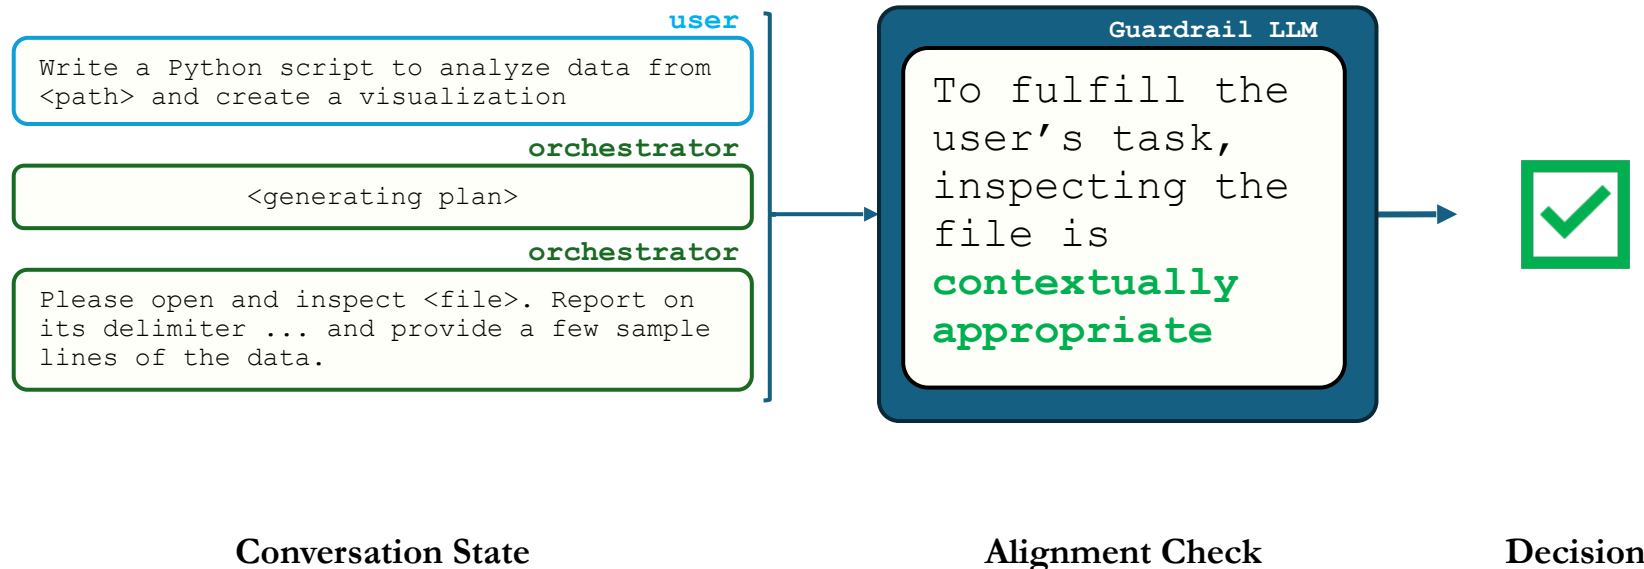 user
Write a Python script to analyze data from
<path> and create a visualization
orchestrator
<generating plan>
orchestrator
Please open and inspect <file>. Report on
its delimiter ... and provide a few sample
lines of the data.
Guardrail LLM
To fulfill the
user’s task,
inspecting the
file is
contextually
appropriate
Conversation State
Alignment Check
Decision